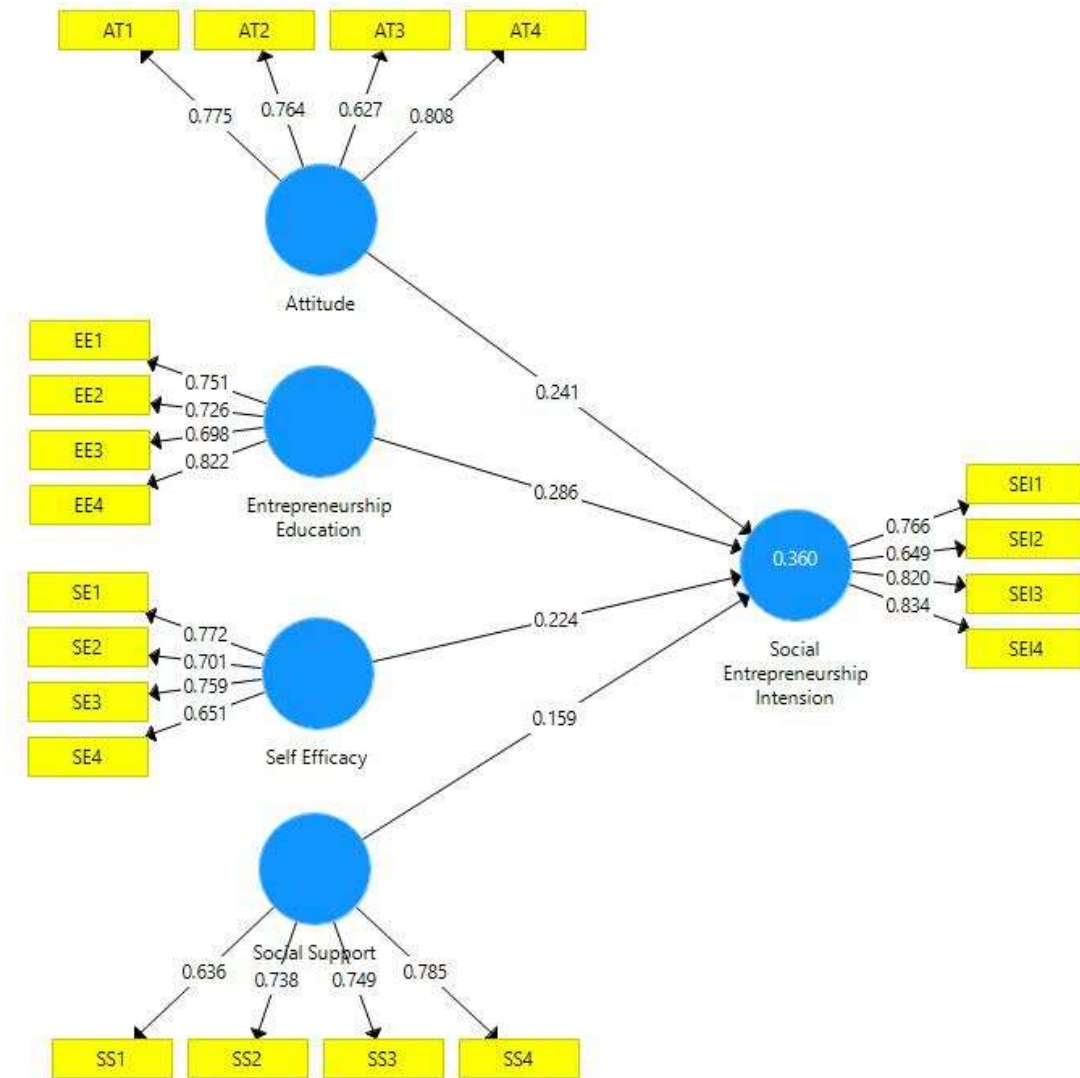 AT1
AT2
AT3
AT4
0.775
0.764
0.627
0.808
Attitude
EE1
EE2
EE3
EE4
0.751
0.726
0.698
0.822
Entrepreneurship
Education
0.241
0.286
SE1
SE2
SE3
SE4
0.772
0.701
0.759
0.651
Self Efficacy
0.224
0.159
0.360
Social
Entrepreneurship
Intension
0.766
0.649
0.820
0.834
SEI1
SEI2
SEI3
SEI4
Social Support
0.636
0.738
0.749
0.785
SS1
SS2
SS3
SS4